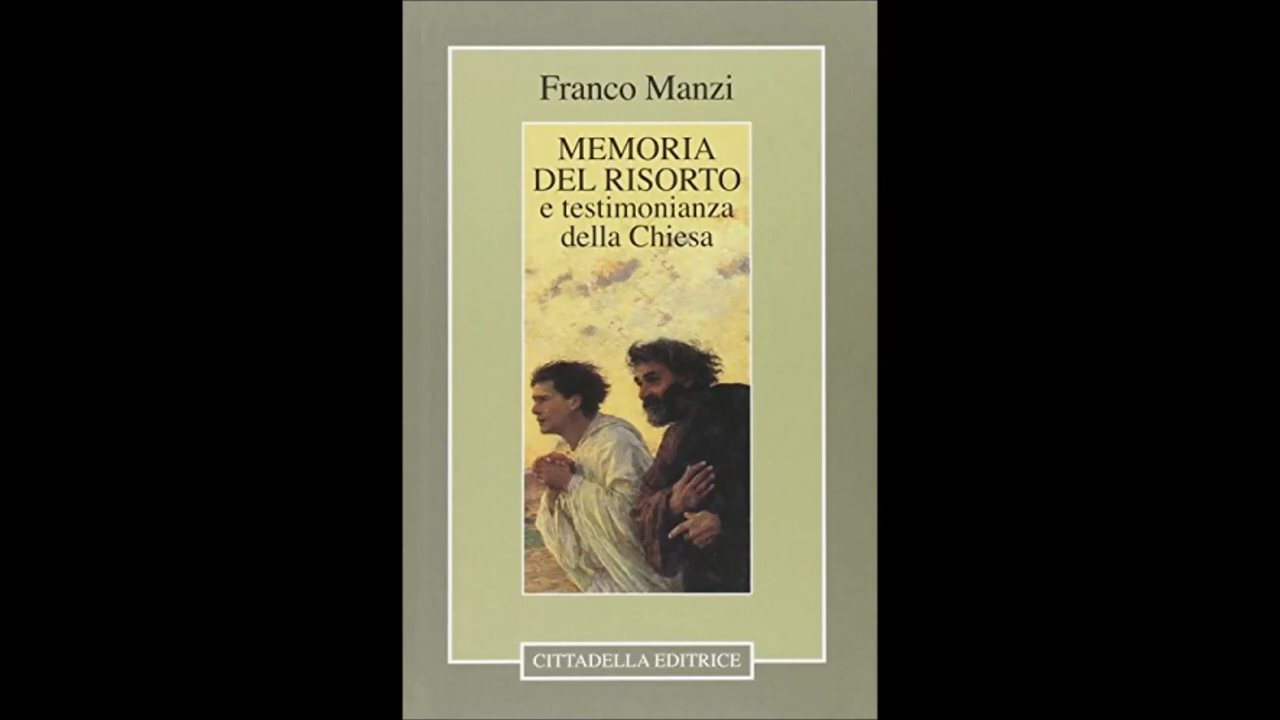 Franco Manzi
MEMORIA
DEL RISORTO
e testimonianza
della Chiesa
CITTADELLA EDITRICE